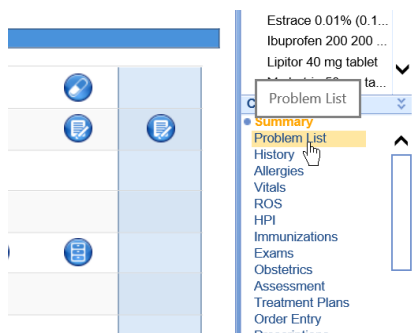 Estrace 0.01% (0.1...
Ibuprofen 200 200 ...
Lipitor 40 mg tablet
ta...
Problem List
C
Summary
Problem List
History
Allergies
Vitals
ROS
HPI
Immunizations
Exams
Obstetrics
Assessment
Treatment Plans
Order Entry